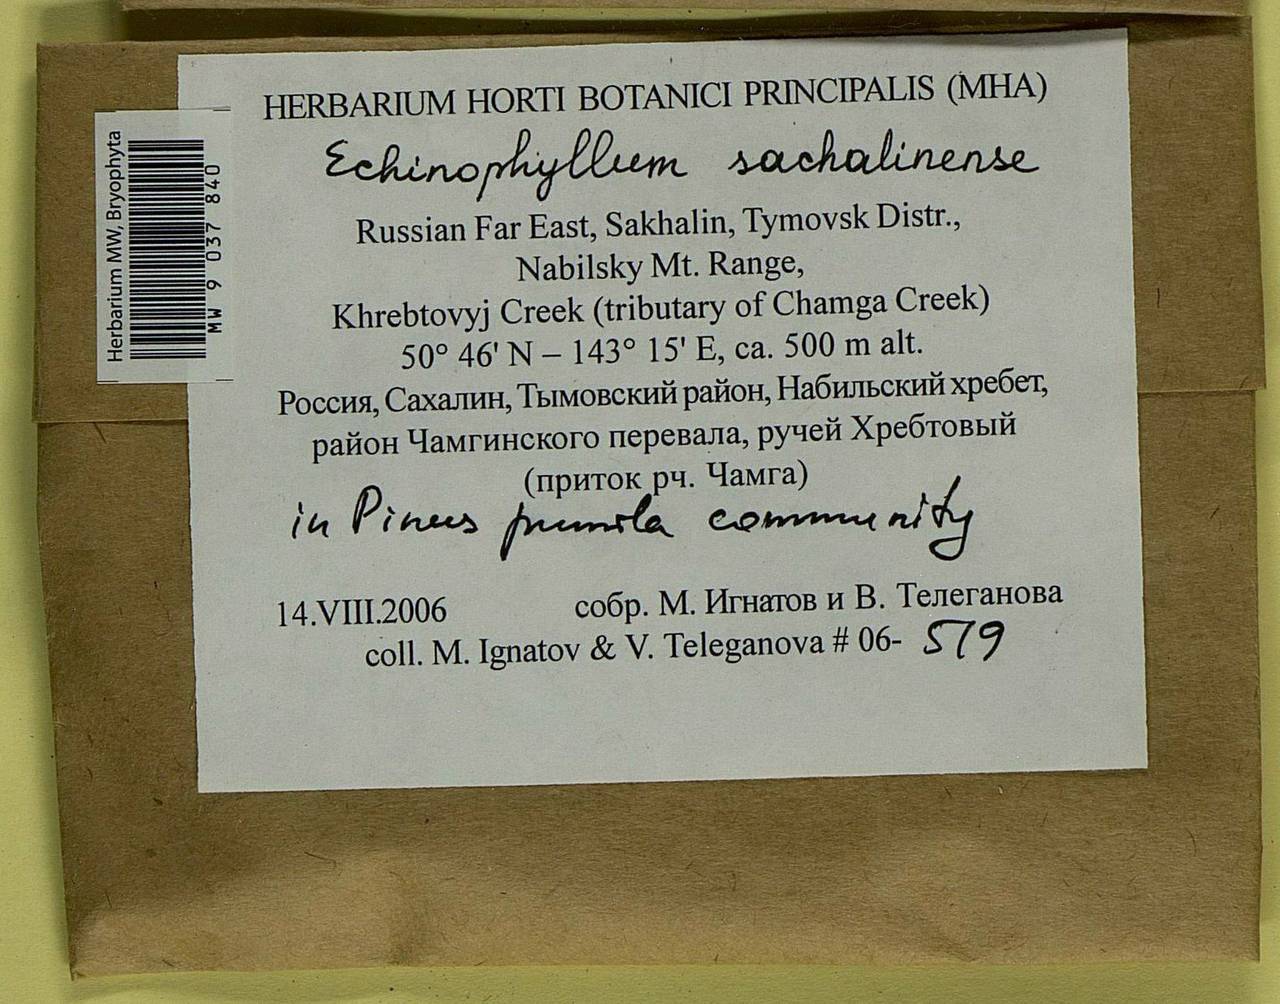 HERBARIUM HORTI BOTANICI PRINCIPALIS (MHA)
Echinophyllum sachalinense
Russian Far East, Sakhalin, Tymovsk Distr.,
Nabilsky Mt. Range,
Khrebtovyj Creek (tributary of Chamga Creek)
50° 46' N – 143° 15' E, ca. 500 m alt.
Россия, Сахалин, Тымовский район, Набильский хребет,
район Чамгинского перевала, ручей Хребтовый
(приток рч. Чамга)
in Pinus pumila community
14.VIII.2006 собр. М. Игнатов и В. Телеганова
coll. M. Ignatov & V. Teleganova # 06- 579
Herbarium MW, Bryophyta
MW 9 037 840